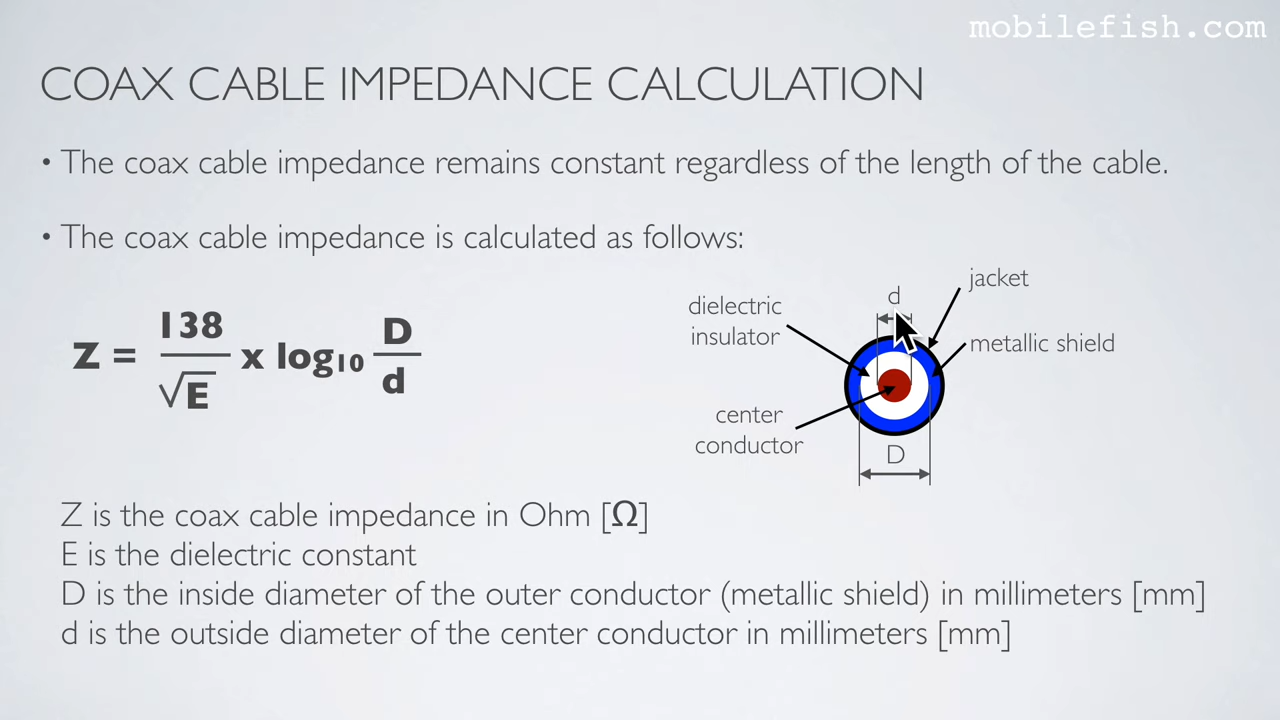 mobilefish.com
COAX CABLE IMPEDANCE CALCULATION
• The coax cable impedance remains constant regardless of the length of the cable.
• The coax cable impedance is calculated as follows:
Z = 138 / √E x log₁₀ D / d
d
jacket
dielectric
insulator
metallic shield
center
conductor
D
Z is the coax cable impedance in Ohm [Ω]
E is the dielectric constant
D is the inside diameter of the outer conductor (metallic shield) in millimeters [mm]
d is the outside diameter of the center conductor in millimeters [mm]